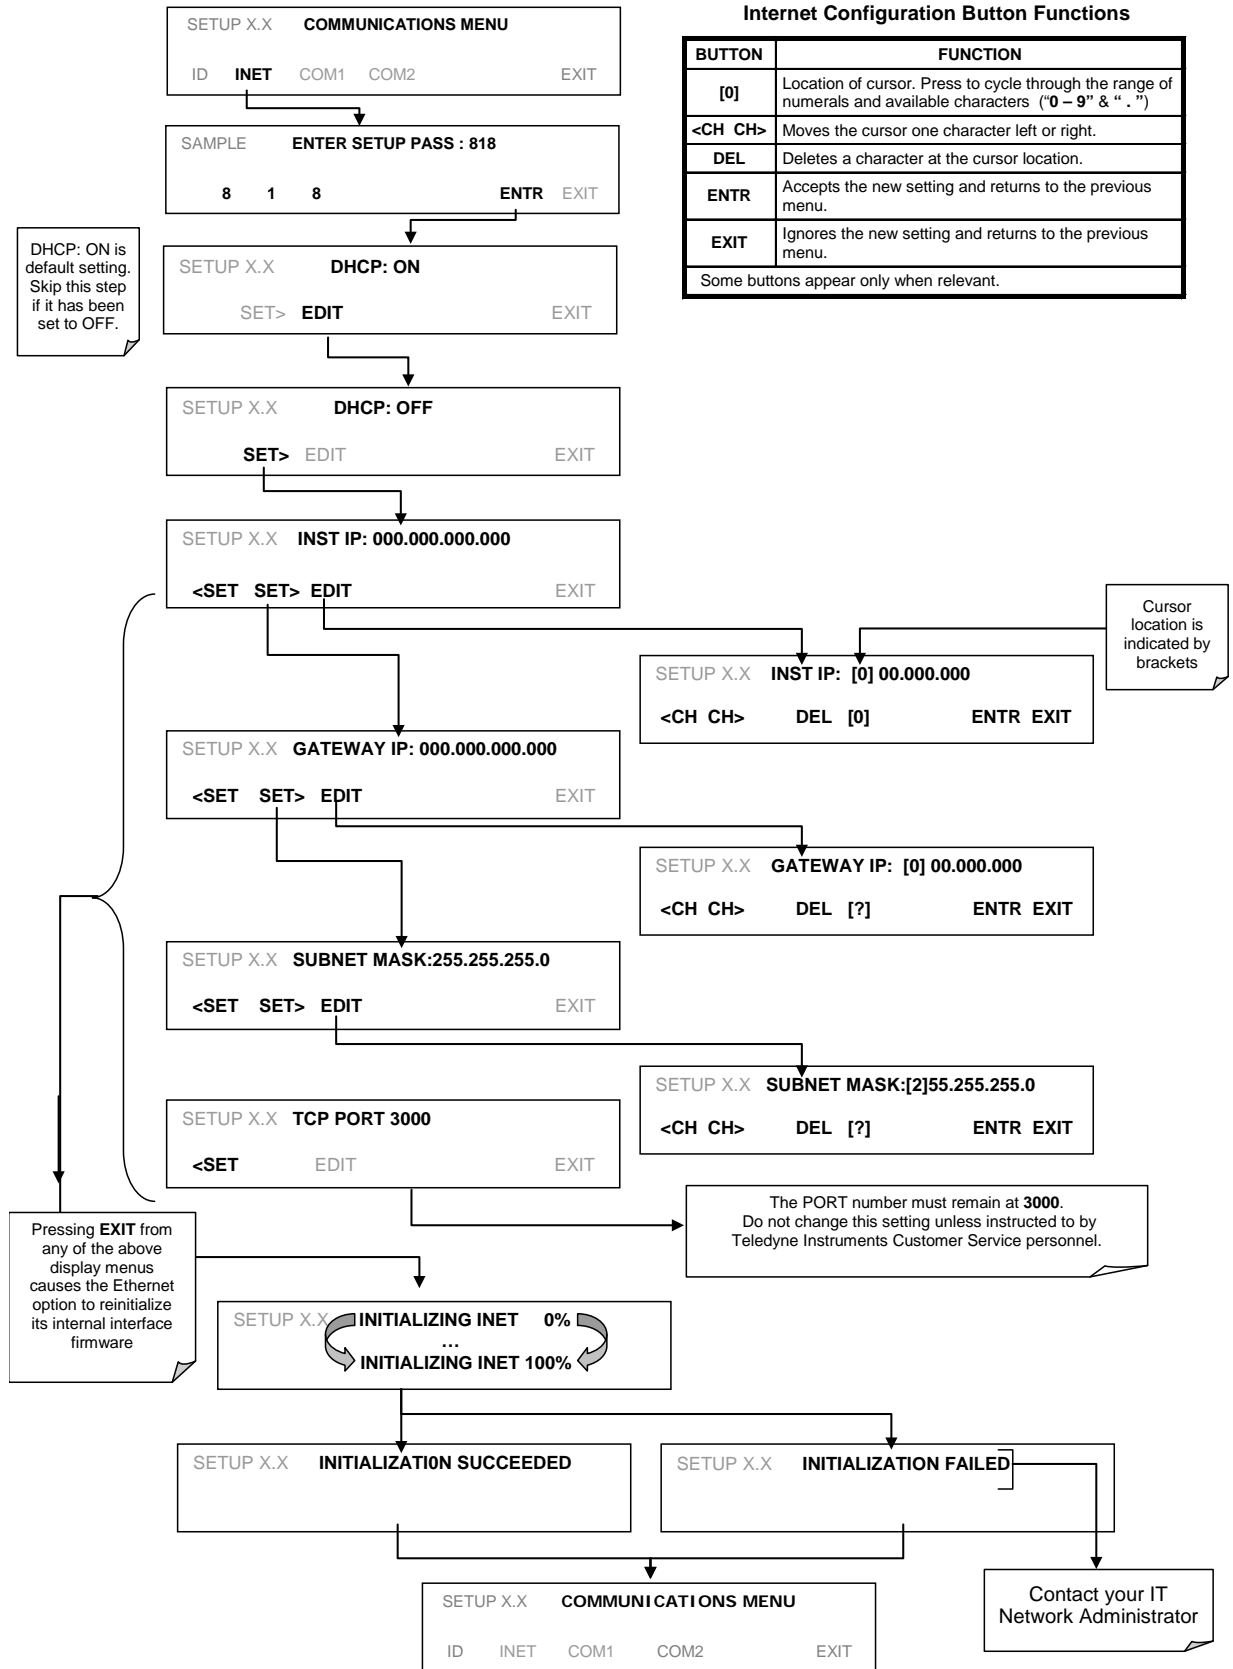 SETUP X.X COMMUNICATIONS MENU
ID INET COM1 COM2 EXIT
Internet Configuration Button Functions
BUTTON FUNCTION
[0] Location of cursor. Press to cycle through the range of
numerals and available characters (“0 – 9” & “ . ”)
<CH CH> Moves the cursor one character left or right.
DEL Deletes a character at the cursor location.
ENTR Accepts the new setting and returns to the previous
menu.
EXIT Ignores the new setting and returns to the previous
menu.
Some buttons appear only when relevant.
SAMPLE ENTER SETUP PASS : 818
8 1 8 ENTR EXIT
DHCP: ON is
default setting.
Skip this step
if it has been
set to OFF.
SETUP X.X DHCP: ON
SET> EDIT EXIT
SETUP X.X DHCP: OFF
SET> EDIT EXIT
SETUP X.X INST IP: 000.000.000.000
<SET SET> EDIT EXIT
Cursor
location is
indicated by
brackets
SETUP X.X INST IP: [0] 00.000.000
<CH CH> DEL [0] ENTR EXIT
SETUP X.X GATEWAY IP: 000.000.000.000
<SET SET> EDIT EXIT
SETUP X.X GATEWAY IP: [0] 00.000.000
<CH CH> DEL [?] ENTR EXIT
SETUP X.X SUBNET MASK:255.255.255.0
<SET SET> EDIT EXIT
SETUP X.X SUBNET MASK:[2]55.255.255.0
<CH CH> DEL [?] ENTR EXIT
SETUP X.X TCP PORT 3000
<SET EDIT EXIT
The PORT number must remain at 3000.
Do not change this setting unless instructed to by
Teledyne Instruments Customer Service personnel.
Pressing EXIT from
any of the above
display menus
causes the Ethernet
option to reinitialize
its internal interface
firmware
SETUP X.X INITIALIZING INET 0%
…
INITIALIZING INET 100%
SETUP X.X INITIALIZATI0N SUCCEEDED
SETUP X.X INITIALIZATION FAILED
Contact your IT
Network Administrator
SETUP X.X COMMUNICATIONS MENU
ID INET COM1 COM2 EXIT